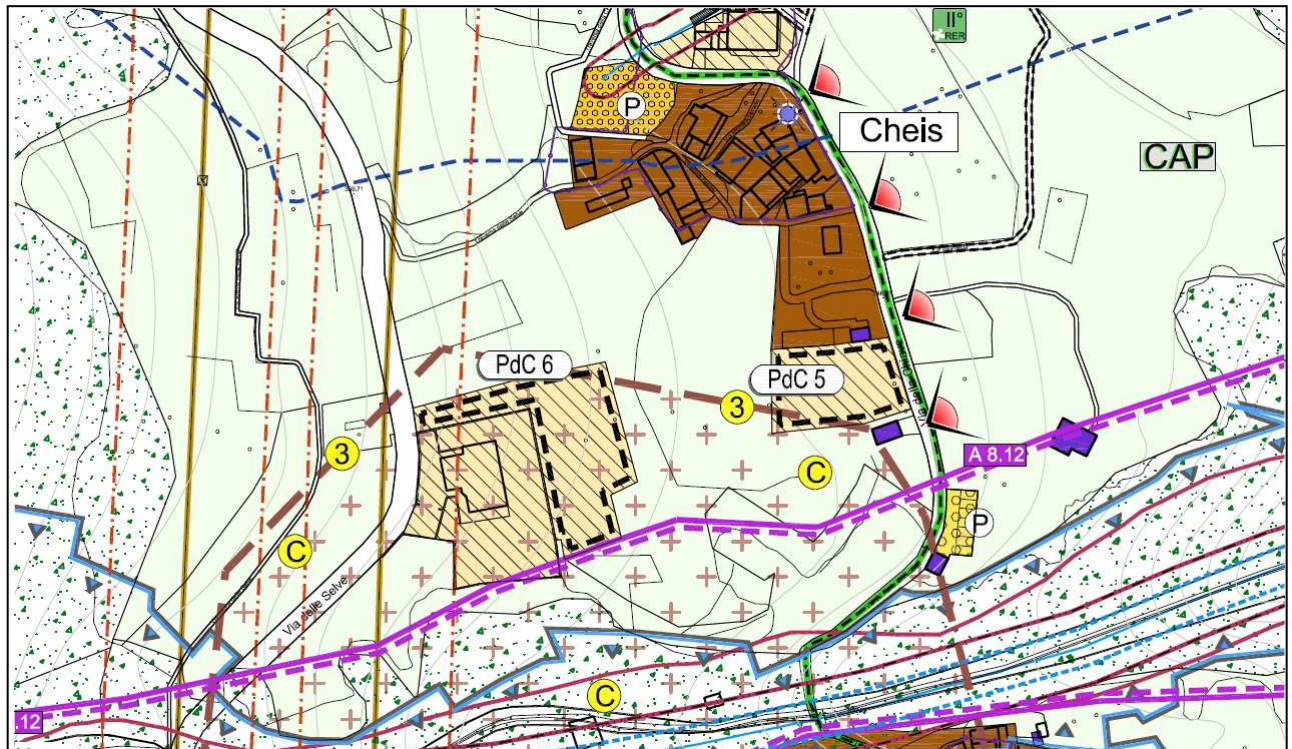 II°
RER
P
Cheis
CAP
PdC 6
PdC 5
3
3
C
A 8.12
C
P
Via delle Selve
C
.12